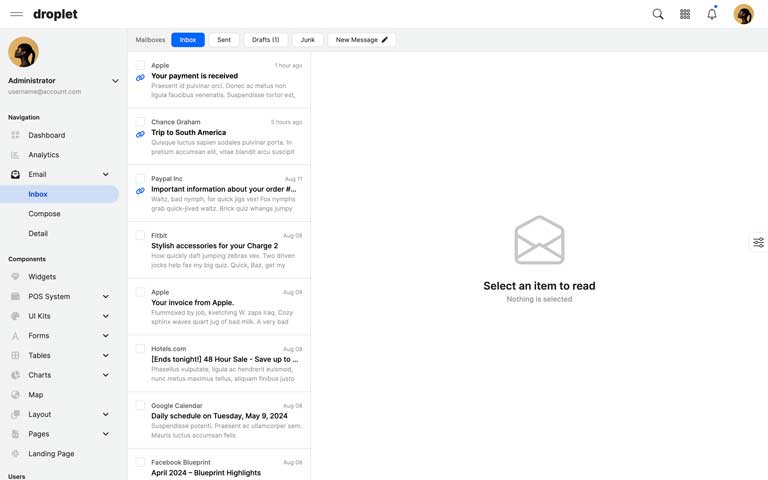 droplet
Administrator
username@account.com
Navigation
Dashboard
Analytics
Email
Inbox
Compose
Detail
Components
Widgets
POS System
UI Kits
Forms
Tables
Charts
Map
Layout
Pages
Landing Page
Users
Mailboxes
Inbox
Sent
Drafts (1)
Junk
New Message
Apple
1 hour ago
Your payment is received
Praesent id pulvinar orci. Donec ac metus non
ligula faucibus venenatis. Suspendisse tortor est,
Chance Graham
5 hours ago
Trip to South America
Quisque luctus sapien sodales pulvinar porta. In
pretium accumsan elit, vitae blandit arcu suscipit
Paypal Inc
Aug 11
Important information about your order #...
Waltz, bad nymph, for quick jigs vex! Fox nymphs
grab quick-jived waltz. Brick quiz whangs jumpy
Fitbit
Aug 09
Stylish accessories for your Charge 2
How quickly daft jumping zebras vex. Two driven
jocks help fax my big quiz. Quick, Baz, get my
Apple
Aug 09
Your invoice from Apple.
Flummoxed by job, kvetching W. zaps Iraq. Cozy
sphinx waves quart jug of bad milk. A very bad
Hotels.com
Aug 09
[Ends tonight!] 48 Hour Sale - Save up to ...
Phasellus vulputate, ligula ac hendrerit euismod,
nunc metus maximus tellus, aliquam finibus justo
Google Calendar
Aug 08
Daily schedule on Tuesday, May 9, 2024
Suspendisse potenti. Praesent ac ullamcorper sem.
Mauris luctus accumsan felis
Facebook Blueprint
Aug 08
April 2024 – Blueprint Highlights
Select an item to read
Nothing is selected